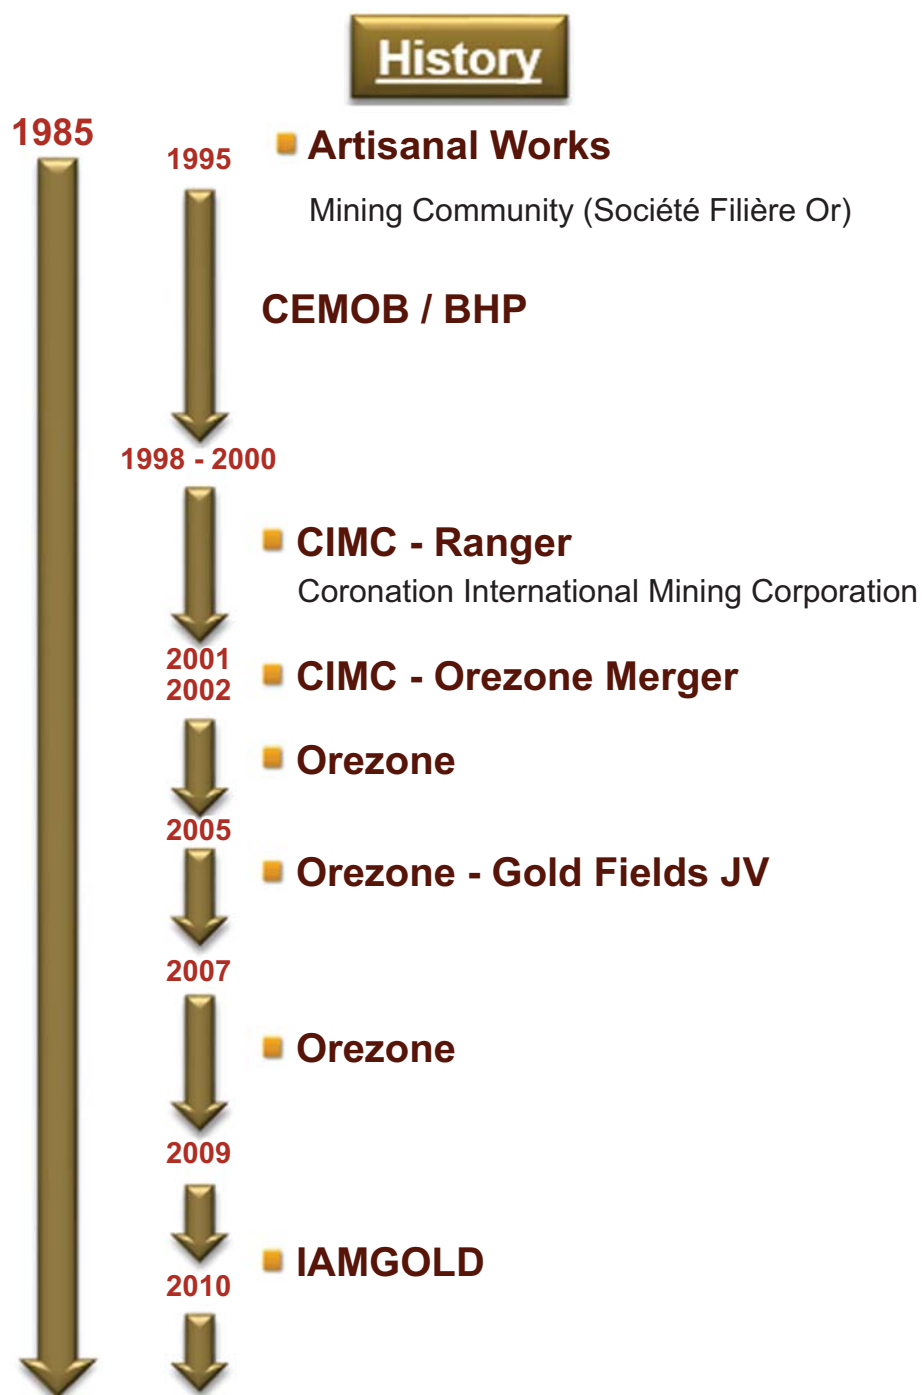 History
1985
1995
Artisanal Works
Mining Community (Société Filière Or)
CEMOB / BHP
1998 - 2000
CIMC - Ranger
Coronation International Mining Corporation
2001
2002
CIMC - Orezone Merger
Orezone
2005
Orezone - Gold Fields JV
2007
Orezone
2009
IAMGOLD
2010